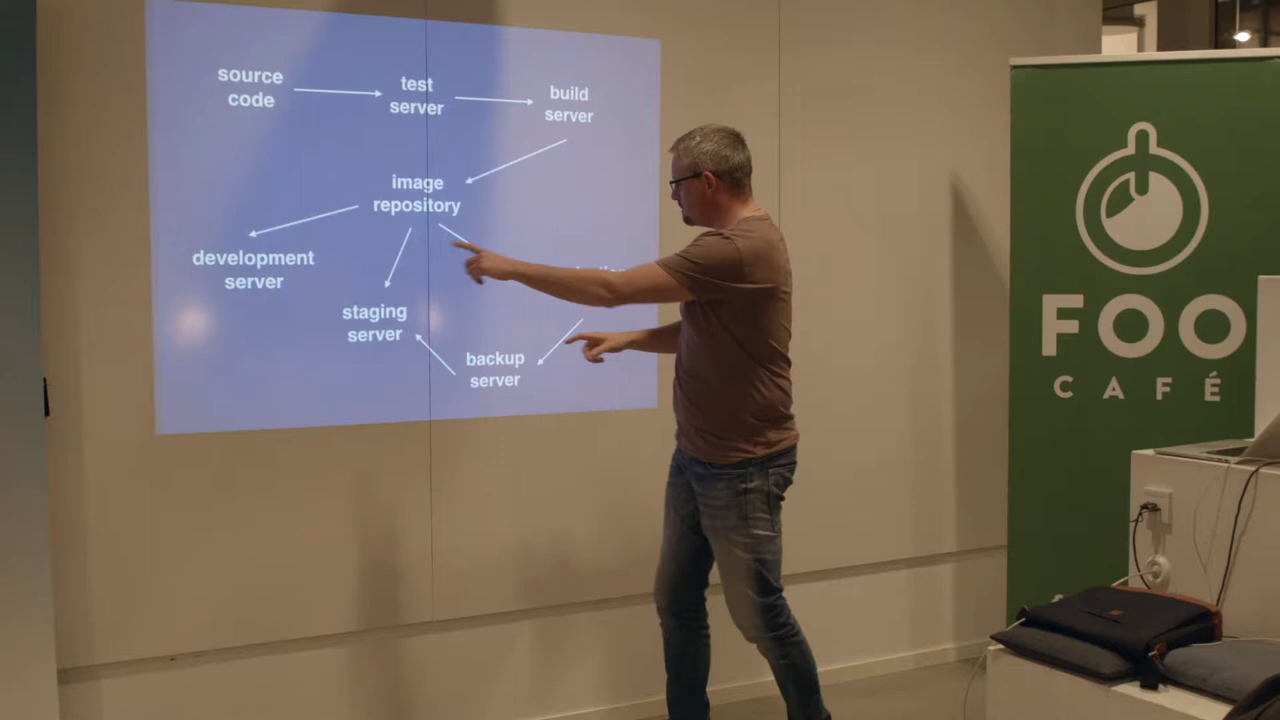 source
code
test
server
build
server
image
repository
development
server
staging
server
backup
server
FOO
CAFÉ